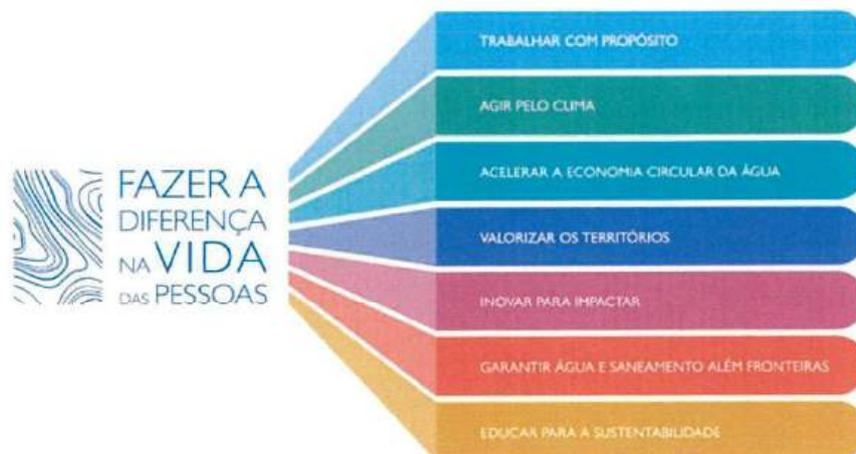 FAZER A
DIFERENÇA
NA VIDA
DAS PESSOAS
TRABALHAR COM PROPÓSITO
AGIR PELO CLIMA
ACELERAR A ECONOMIA CIRCULAR DA ÁGUA
VALORIZAR OS TERRITÓRIOS
INOVAR PARA IMPACTAR
GARANTIR ÁGUA E SANEAMENTO ALÉM FRONTEIRAS
EDUCAR PARA A SUSTENTABILIDADE